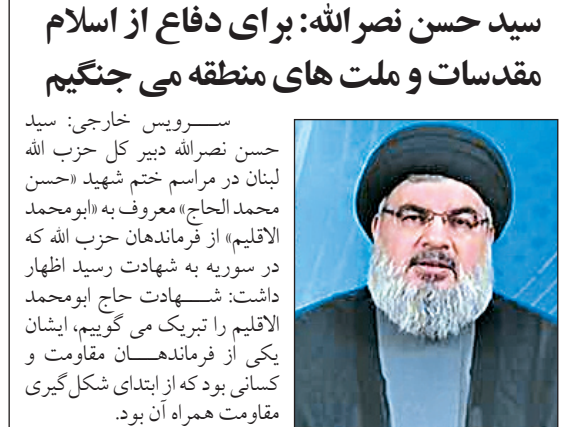 سید حسن نصرالله: برای دفاع از اسلام
مقدسات و ملت های منطقه می جنگیم
ســـرویس خارجی: سید
حسن نصرالله دبیر کل حزب الله
لبنان در مراسم ختم شهید «حسن
محمد الحاج» معروف به «ابومحمد
الاقلیم» از فرماندهان حزب الله که
در سوریه به شهادت رسید اظهار
داشت: شـــهادت حاج ابومحمد
الاقلیم را تبریک می گوییم، ایشان
یکی از فرماندهـــان مقاومت و
کسانی بود که از ابتدای شکل‌گیری
مقاومت همراه آن بود.